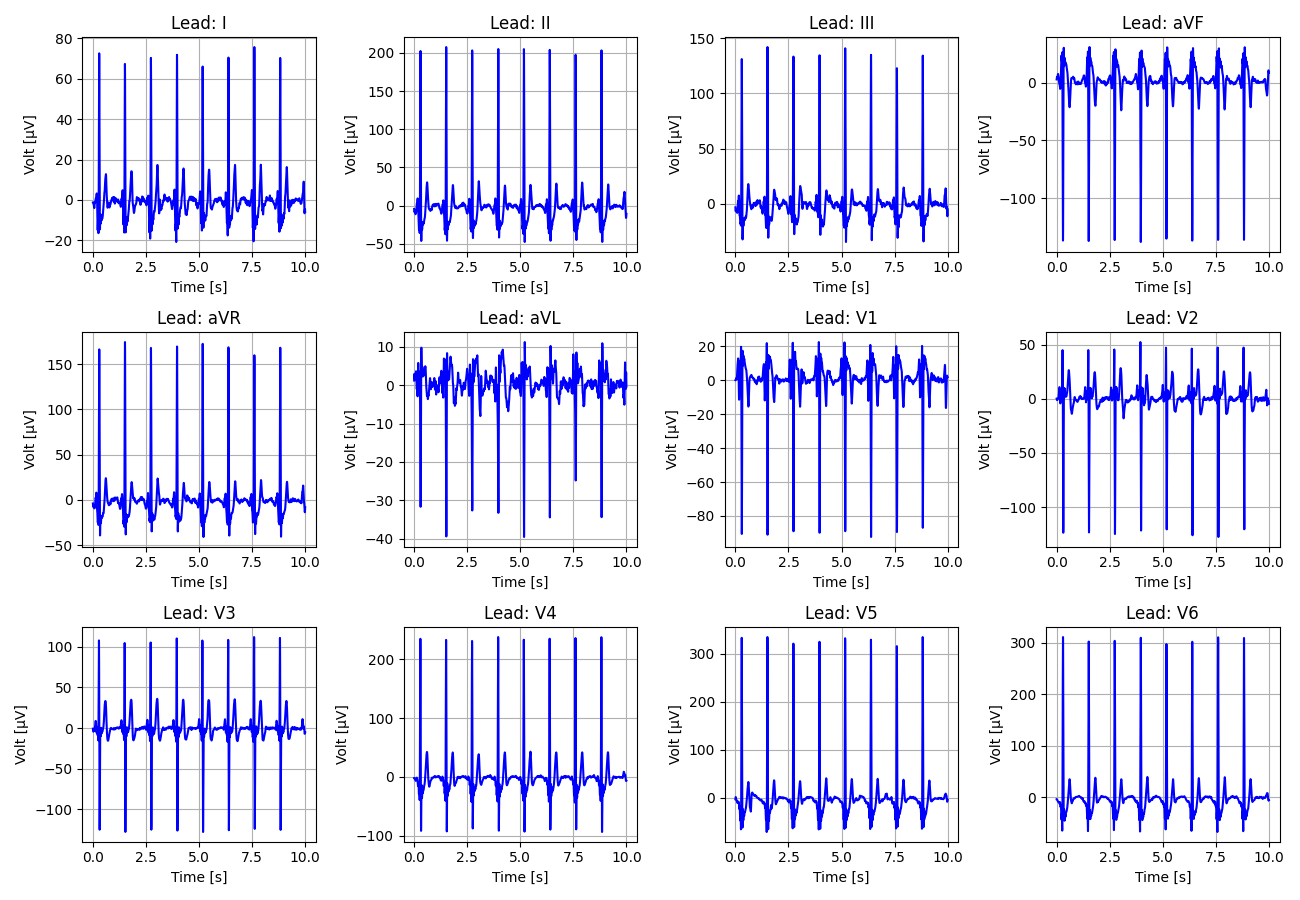 Lead: I
Lead: II
Lead: III
Lead: aVF
80
60
40
20
0
−20
Volt [µV]
0.0 2.5 5.0 7.5 10.0
Time [s]
200
150
100
50
0
−50
Volt [µV]
0.0 2.5 5.0 7.5 10.0
Time [s]
150
100
50
0
Volt [µV]
0.0 2.5 5.0 7.5 10.0
Time [s]
0
−50
−100
Volt [µV]
0.0 2.5 5.0 7.5 10.0
Time [s]
Lead: aVR
Lead: aVL
Lead: V1
Lead: V2
150
100
50
0
−50
Volt [µV]
0.0 2.5 5.0 7.5 10.0
Time [s]
10
0
−10
−20
−30
−40
Volt [µV]
0.0 2.5 5.0 7.5 10.0
Time [s]
20
0
−20
−40
−60
−80
Volt [µV]
0.0 2.5 5.0 7.5 10.0
Time [s]
50
0
−50
−100
Volt [µV]
0.0 2.5 5.0 7.5 10.0
Time [s]
Lead: V3
Lead: V4
Lead: V5
Lead: V6
100
50
0
−50
−100
Volt [µV]
0.0 2.5 5.0 7.5 10.0
Time [s]
200
100
0
−100
Volt [µV]
0.0 2.5 5.0 7.5 10.0
Time [s]
300
200
100
0
Volt [µV]
0.0 2.5 5.0 7.5 10.0
Time [s]
300
200
100
0
Volt [µV]
0.0 2.5 5.0 7.5 10.0
Time [s]